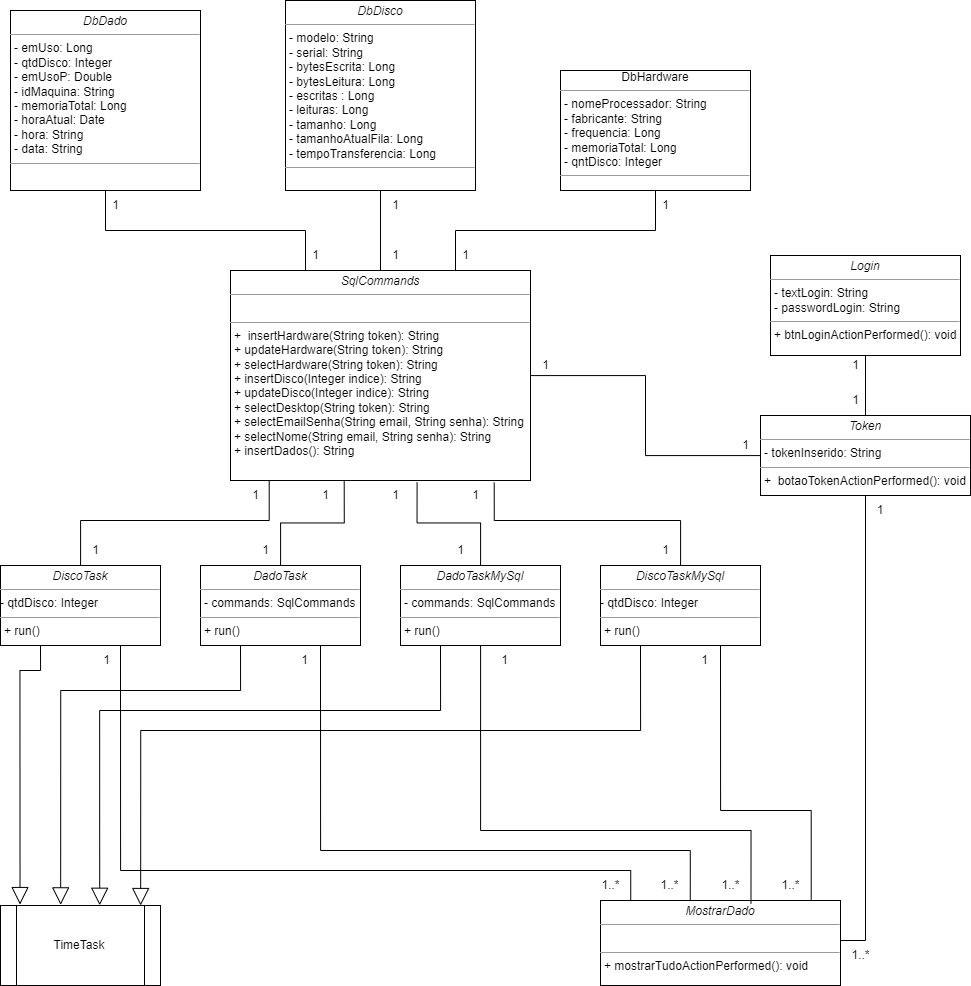 DbDado
- emUso: Long
- qtdDisco: Integer
- emUsoP: Double
- idMaquina: String
- memoriaTotal: Long
- horaAtual: Date
- hora: String
- data: String
DbDisco
- modelo: String
- serial: String
- bytesEscrita: Long
- bytesLeitura: Long
- escritas : Long
- leituras: Long
- tamanho: Long
- tamanhoAtualFila: Long
- tempoTransferencia: Long
DbHardware
- nomeProcessador: String
- fabricante: String
- frequencia: Long
- memoriaTotal: Long
- qntDisco: Integer
1
1
1
1
1
1
SqlCommands
+ insertHardware(String token): String
+ updateHardware(String token): String
+ selectHardware(String token): String
+ insertDisco(Integer indice): String
+ updateDisco(Integer indice): String
+ selectDesktop(String token): String
+ selectEmailSenha(String email, String senha): String
+ selectNome(String email, String senha): String
+ insertDados(): String
Login
- textLogin: String
- passwordLogin: String
+ btnLoginActionPerformed(): void
1
1
1
1
Token
- tokenInserido: String
+ botaoTokenActionPerformed(): void
1
1
1
1
1
1
1
1
1
DiscoTask
- qtdDisco: Integer
+ run()
DadoTask
- commands: SqlCommands
+ run()
DadoTaskMySql
- commands: SqlCommands
+ run()
DiscoTaskMySql
- qtdDisco: Integer
+ run()
1
1
1
1
1..*
1..*
1..*
1..*
TimeTask
MostrarDado
+ mostrarTudoActionPerformed(): void
1..*